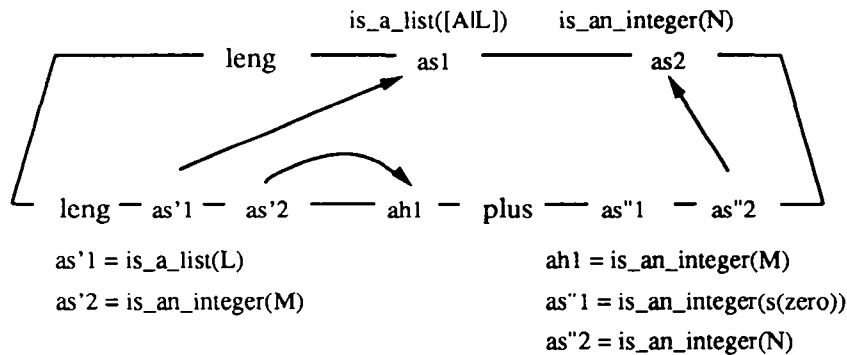 is_a_list([A|L]) is_an_integer(N)
leng as1 as2
leng as'1 as'2 ah1 plus as"1 as"2
as'1 = is_a_list(L) ah1 = is_an_integer(M)
as'2 = is_an_integer(M) as"1 = is_an_integer(s(zero))
as"2 = is_an_integer(N)